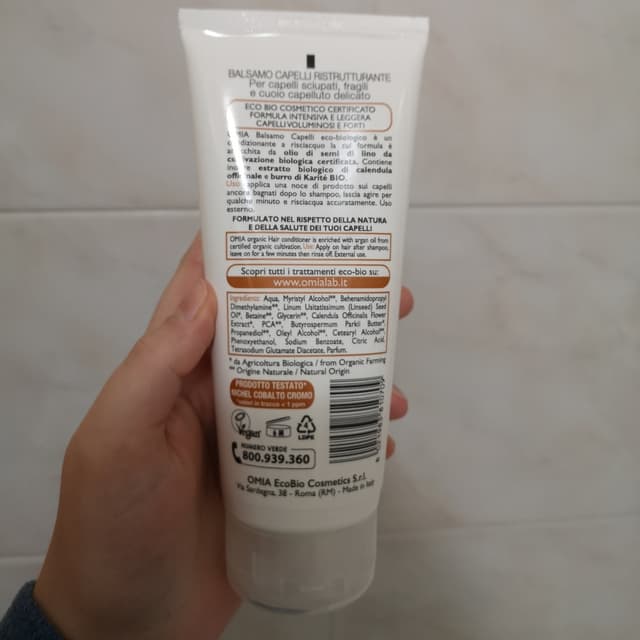 BALSAMO CAPELLI RISTRUTTURANTE
Per capelli sciupati, fragili
e cuoio capelluto delicato
ECO BIO COSMETICO CERTIFICATO
FORMULA INTENSIVA E LEGGERA
CAPELLI VOLUMINOSI E FORTI
OMIA Balsamo Capelli eco-biologico è un
condizionante a risciacquo la cui formula è
arricchita da olio di semi di lino da
coltivazione biologica certificata. Contiene
inoltre estratto biologico di calendula
officinale e burro di Karité BIO.
Uso: applica una noce di prodotto sui capelli
ancora bagnati dopo lo shampoo, lascia agire per
qualche minuto e risciacqua accuratamente. Uso
esterno.
FORMULATO NEL RISPETTO DELLA NATURA
E DELLA SALUTE DEI TUOI CAPELLI
OMIA organic Hair conditioner is enriched with argan oil from
certified organic cultivation. Use: Apply on hair after shampoo,
leave on for a few minutes then rinse off. External use.
Scopri tutti i trattamenti eco-bio su:
www.omialab.it
Ingredients: Aqua, Myristyl Alcohol**, Behenamidopropyl
Dimethylamine**, Linum Usitatissimum (Linseed) Seed
Oil*, Betaine**, Glycerin**, Calendula Officinalis Flower
Extract*, PCA**, Butyrospermum Parkii Butter*,
Propanediol**, Oleyl Alcohol**, Cetearyl Alcohol**,
Phenoxyethanol, Sodium Benzoate, Citric Acid,
Tetrasodium Glutamate Diacetate, Parfum.
* da Agricoltura Biologica / from Organic Farming
** Origine Naturale / Natural Origin
PRODOTTO TESTATO*
NICHEL COBALTO CROMO
*valori in tracce < 1 ppm
Vegan
4
LDPE
NUMERO VERDE
800.939.360
OMIA EcoBio Cosmetics S.r.l.
Via Sardegna, 38 - Roma (RM) - Made in Italy